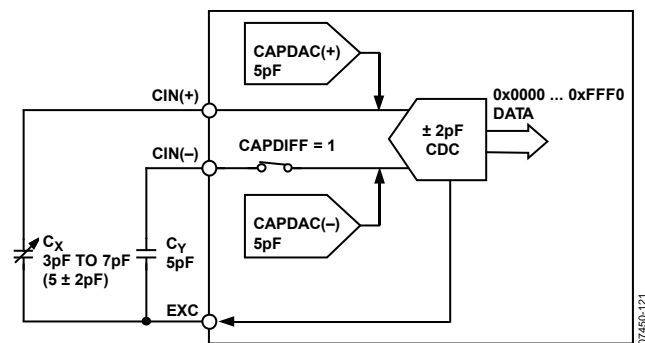 CAPDAC(+)
5pF
CIN(+)
0x0000 ... 0xFFF0
DATA
± 2pF
CDC
CIN(–)
CAPDIFF = 1
CAPDAC(–)
5pF
CX
3pF TO 7pF
(5 ± 2pF)
CY
5pF
EXC
07450-121